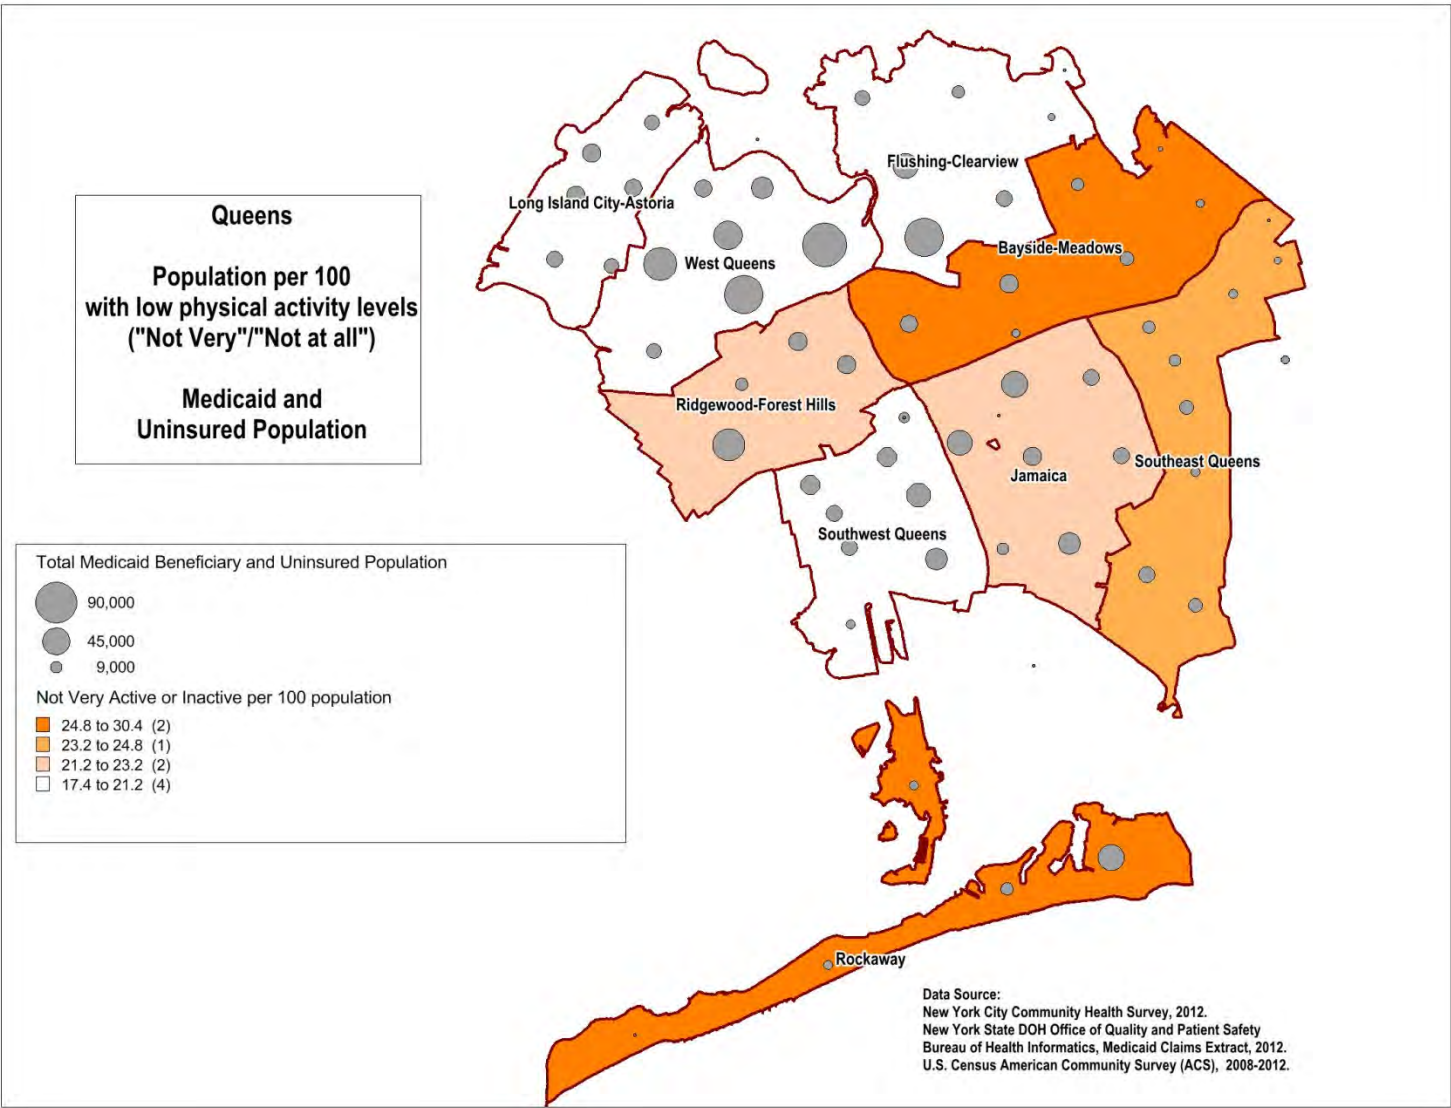 Queens
Population per 100
with low physical activity levels
("Not Very"/"Not at all")
Medicaid and
Uninsured Population
Flushing-Clearview
Long Island City-Astoria
Bayside-Meadows
West Queens
Ridgewood-Forest Hills
Southeast Queens
Jamaica
Southwest Queens
Total Medicaid Beneficiary and Uninsured Population
90,000
45,000
9,000
Not Very Active or Inactive per 100 population
24.8 to 30.4 (2)
23.2 to 24.8 (1)
21.2 to 23.2 (2)
17.4 to 21.2 (4)
Rockaway
Data Source:
New York City Community Health Survey, 2012.
New York State DOH Office of Quality and Patient Safety
Bureau of Health Informatics, Medicaid Claims Extract, 2012.
U.S. Census American Community Survey (ACS), 2008-2012.